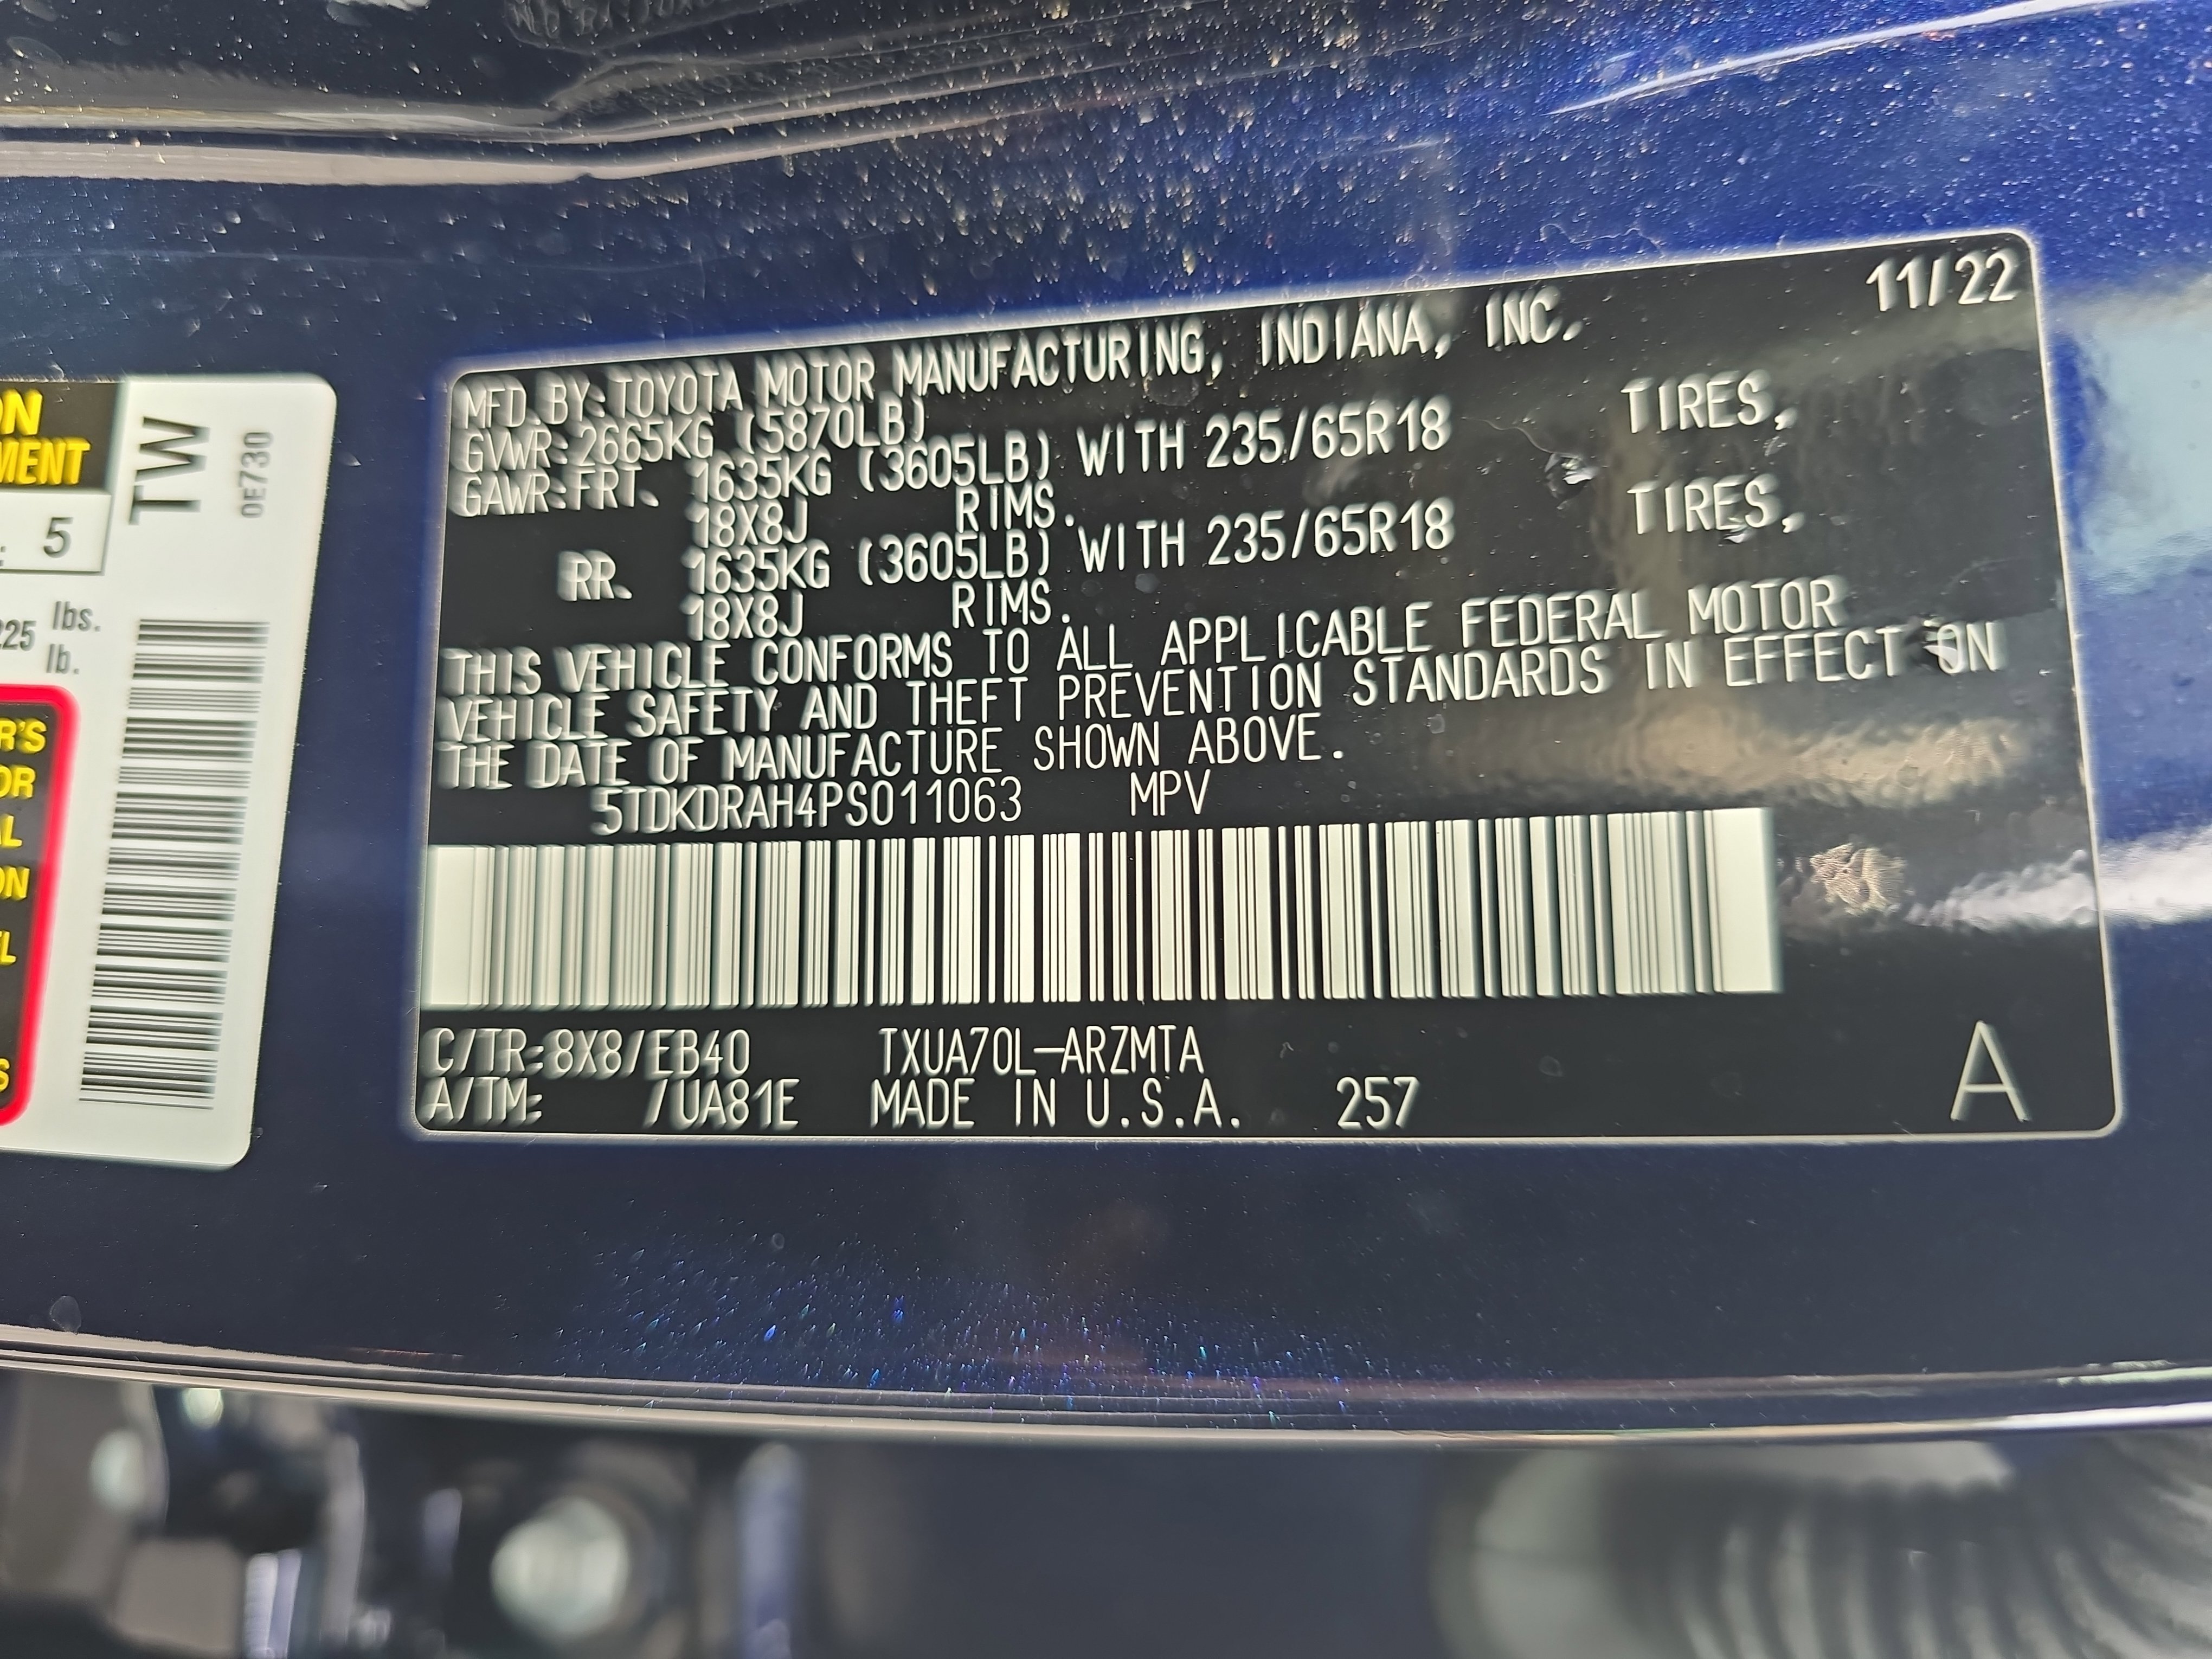 11/22
MFD.BY:TOYOTA MOTOR MANUFACTURING, INDIANA, INC.
GVWR:2665KG (5870LB)
GAWR:FRT. 1635KG (3605LB) WITH 235/65R18 TIRES,
18X8J RIMS.
RR. 1635KG (3605LB) WITH 235/65R18 TIRES,
18X8J RIMS.
THIS VEHICLE CONFORMS TO ALL APPLICABLE FEDERAL MOTOR
VEHICLE SAFETY AND THEFT PREVENTION STANDARDS IN EFFECT ON
THE DATE OF MANUFACTURE SHOWN ABOVE.
5TDKDRAH4PS011063 MPV
C/TR:8X8/EB40 TXUA70L-ARZMTA
A/TM: /UA81E MADE IN U.S.A. 257
A
TW
0E730
5
lbs.
lb.